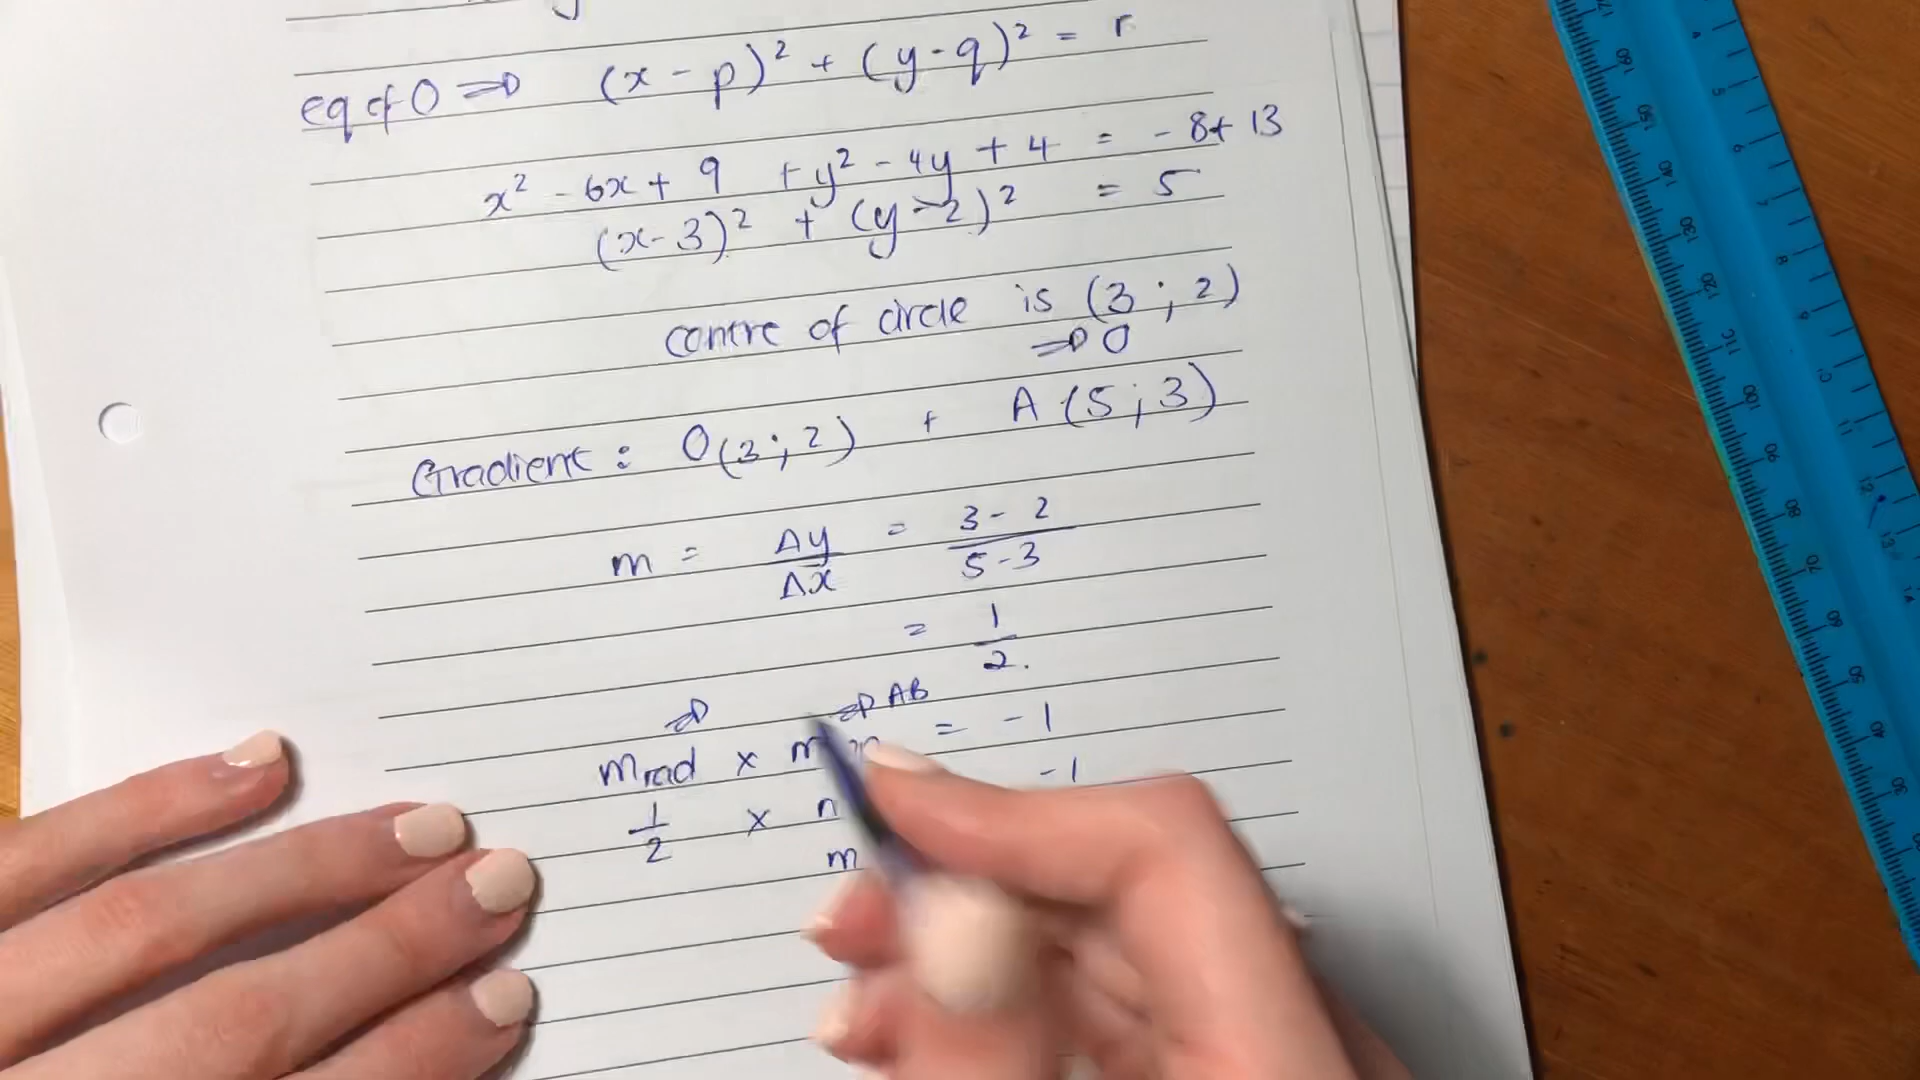 eq of O ⇒ (x - p)² + (y - q)² = r
x² - 6x + 9 + y² - 4y + 4 = - 8 + 13
(x - 3)² + (y - 2)² = 5
centre of circle is (3 ; 2)
⇒ O
Gradient : O (3 ; 2) + A (5 ; 3)
m = Δy/Δx = 3 - 2/5 - 3
= 1/2.
⇒ ⇒ AB
m rad × m = - 1
1/2 × - 1
m